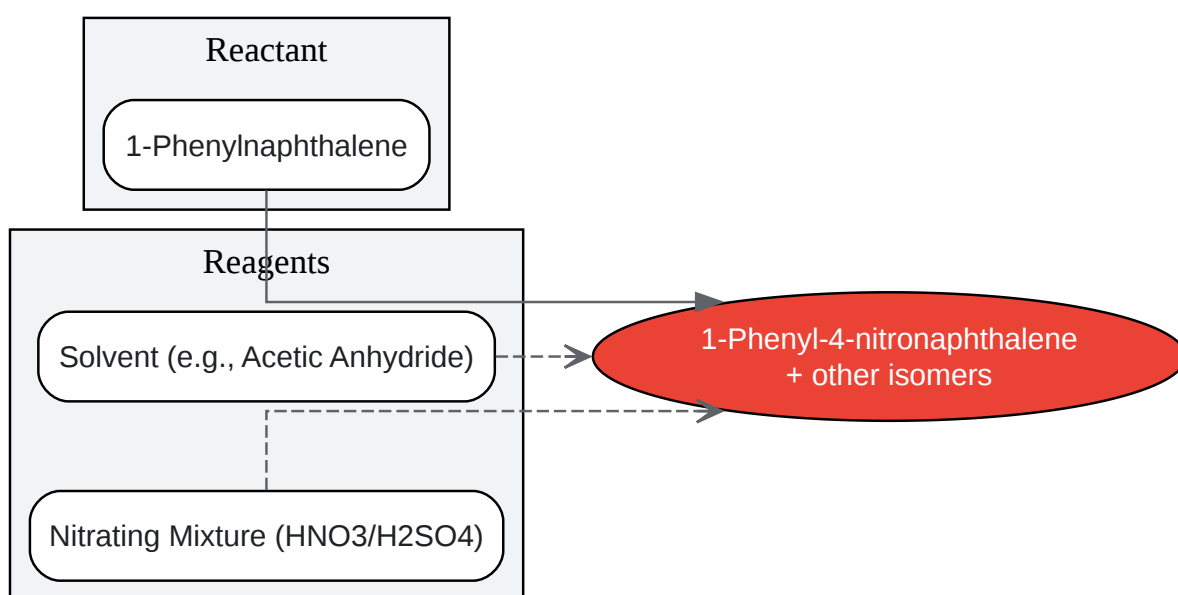 Reactant
1-Phenylnaphthalene
Reagents
Solvent (e.g., Acetic Anhydride)
Nitrating Mixture (HNO3/H2SO4)
1-Phenyl-4-nitronaphthalene
+ other isomers